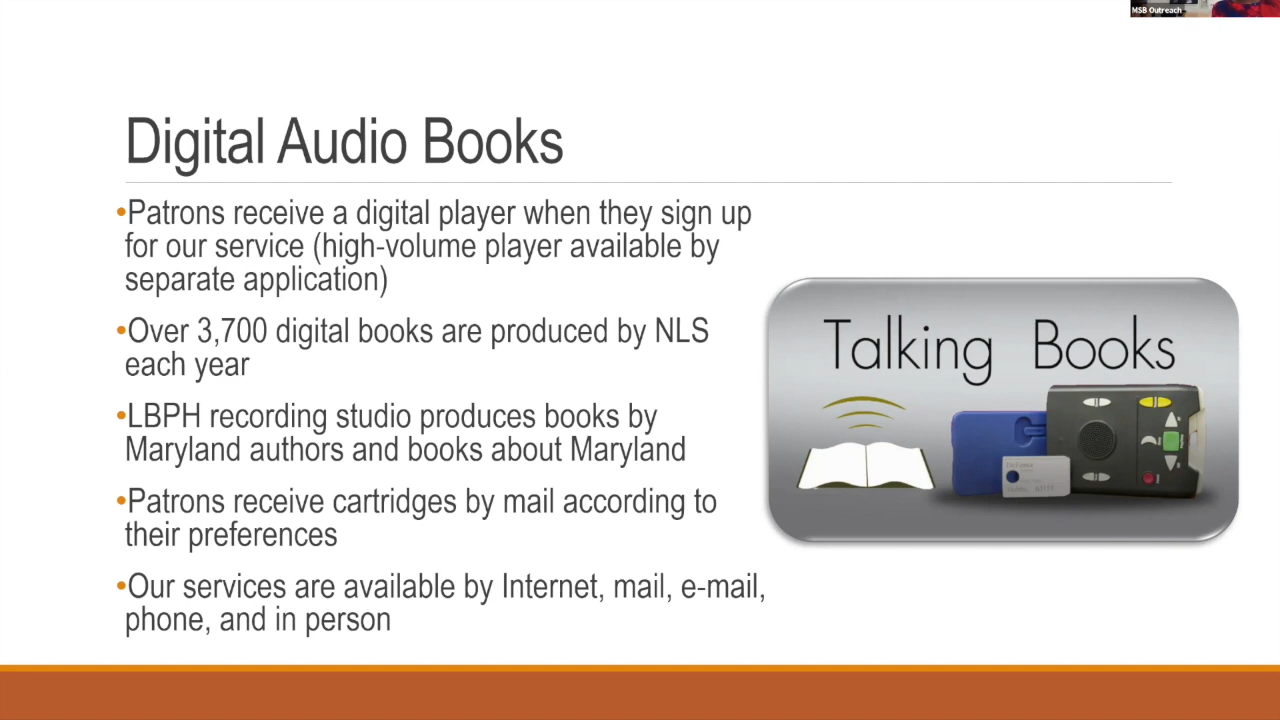 MSB Outreach
Digital Audio Books
•Patrons receive a digital player when they sign up
for our service (high-volume player available by
separate application)
•Over 3,700 digital books are produced by NLS
each year
•LBPH recording studio produces books by
Maryland authors and books about Maryland
•Patrons receive cartridges by mail according to
their preferences
•Our services are available by Internet, mail, e-mail,
phone, and in person
Talking Books